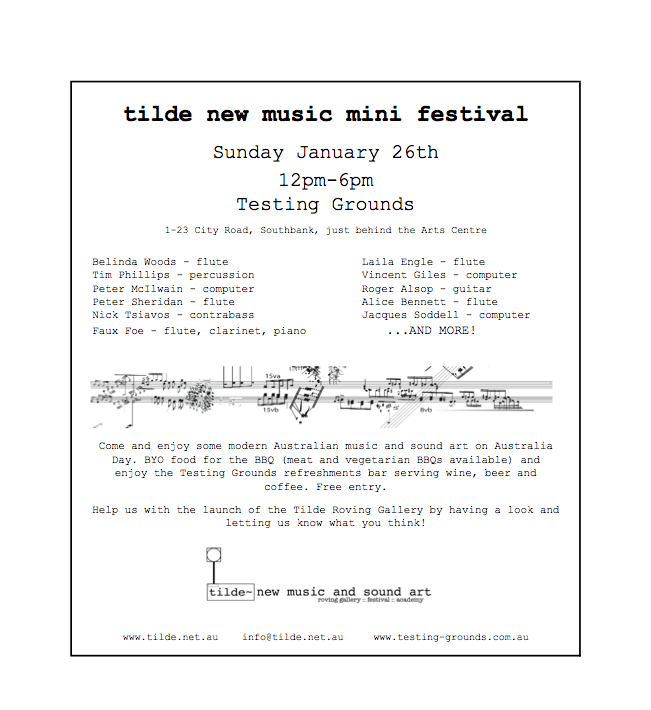 tilde new music mini festival
Sunday January 26th
12pm-6pm
Testing Grounds
1-23 City Road, Southbank, just behind the Arts Centre
Belinda Woods - flute
Tim Phillips - percussion
Peter McIlwain - computer
Peter Sheridan - flute
Nick Tsiavos - contrabass
Faux Foe - flute, clarinet, piano
Laila Engle - flute
Vincent Giles - computer
Roger Alsop - guitar
Alice Bennett - flute
Jacques Soddell - computer
...AND MORE!
15va
15vb
8vb
Come and enjoy some modern Australian music and sound art on Australia
Day. BYO food for the BBQ (meat and vegetarian BBQs available) and
enjoy the Testing Grounds refreshments bar serving wine, beer and
coffee. Free entry.
Help us with the launch of the Tilde Roving Gallery by having a look and
letting us know what you think!
tilde~ new music and sound art
roving gallery :: festival :: academy
www.tilde.net.au info@tilde.net.au www.testing-grounds.com.au